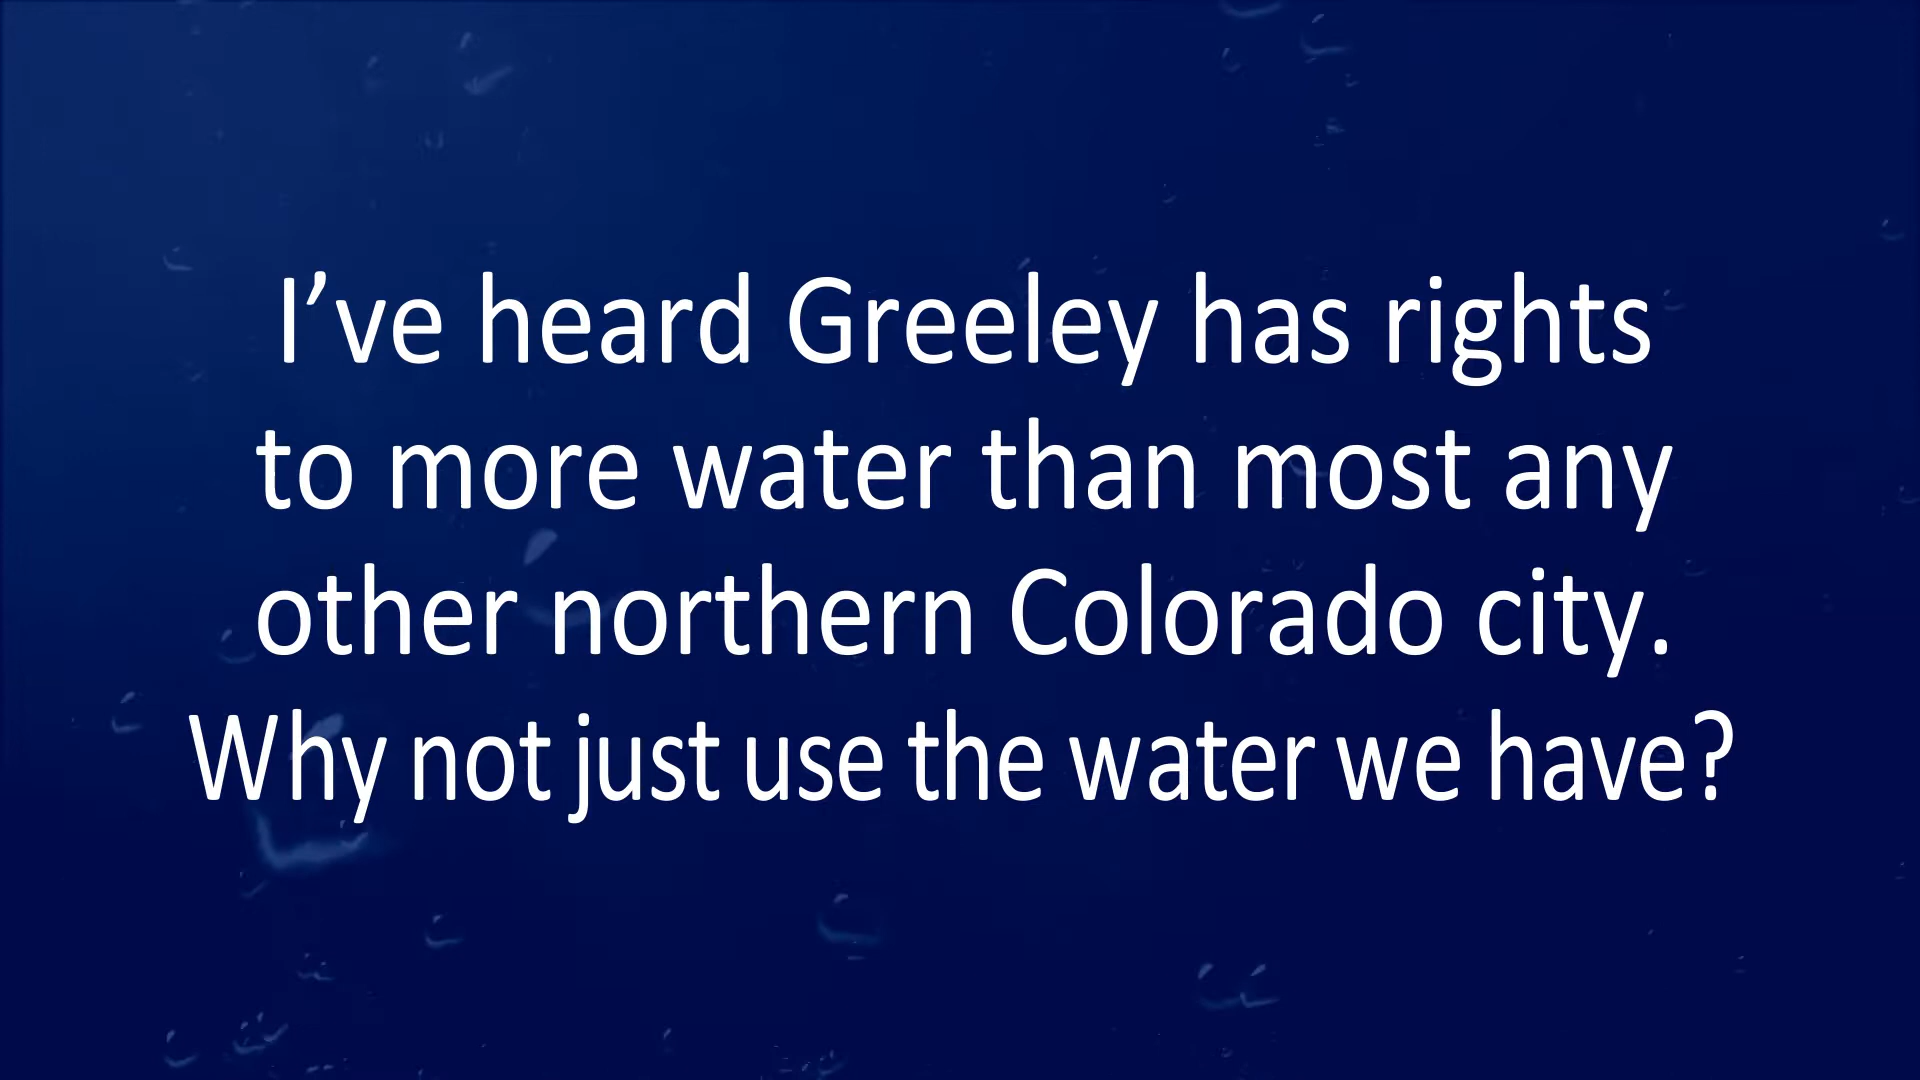 I’ve heard Greeley has rights
to more water than most any
other northern Colorado city.
Why not just use the water we have?